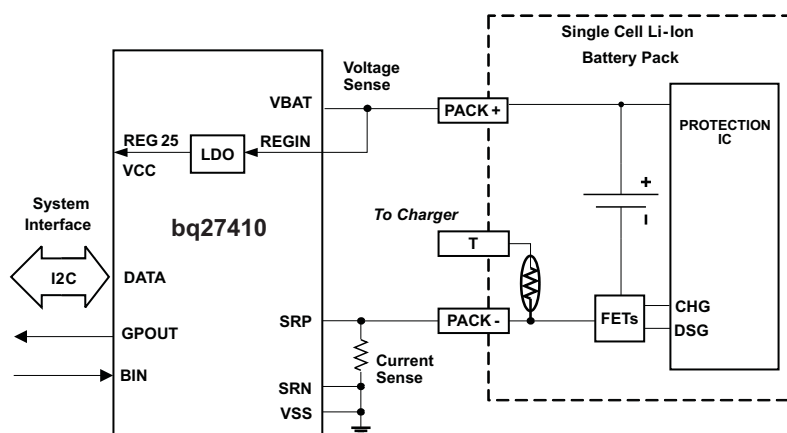 Single Cell Li-Ion
Battery Pack
Voltage
Sense
VBAT
PACK+
REG 25
LDO
REGIN
VCC
PROTECTION
IC
+
System
Interface
bq27410
To Charger
T
I2C
DATA
SRP
PACK-
FETs
CHG
DSG
GPOUT
BIN
Current
Sense
SRN
VSS